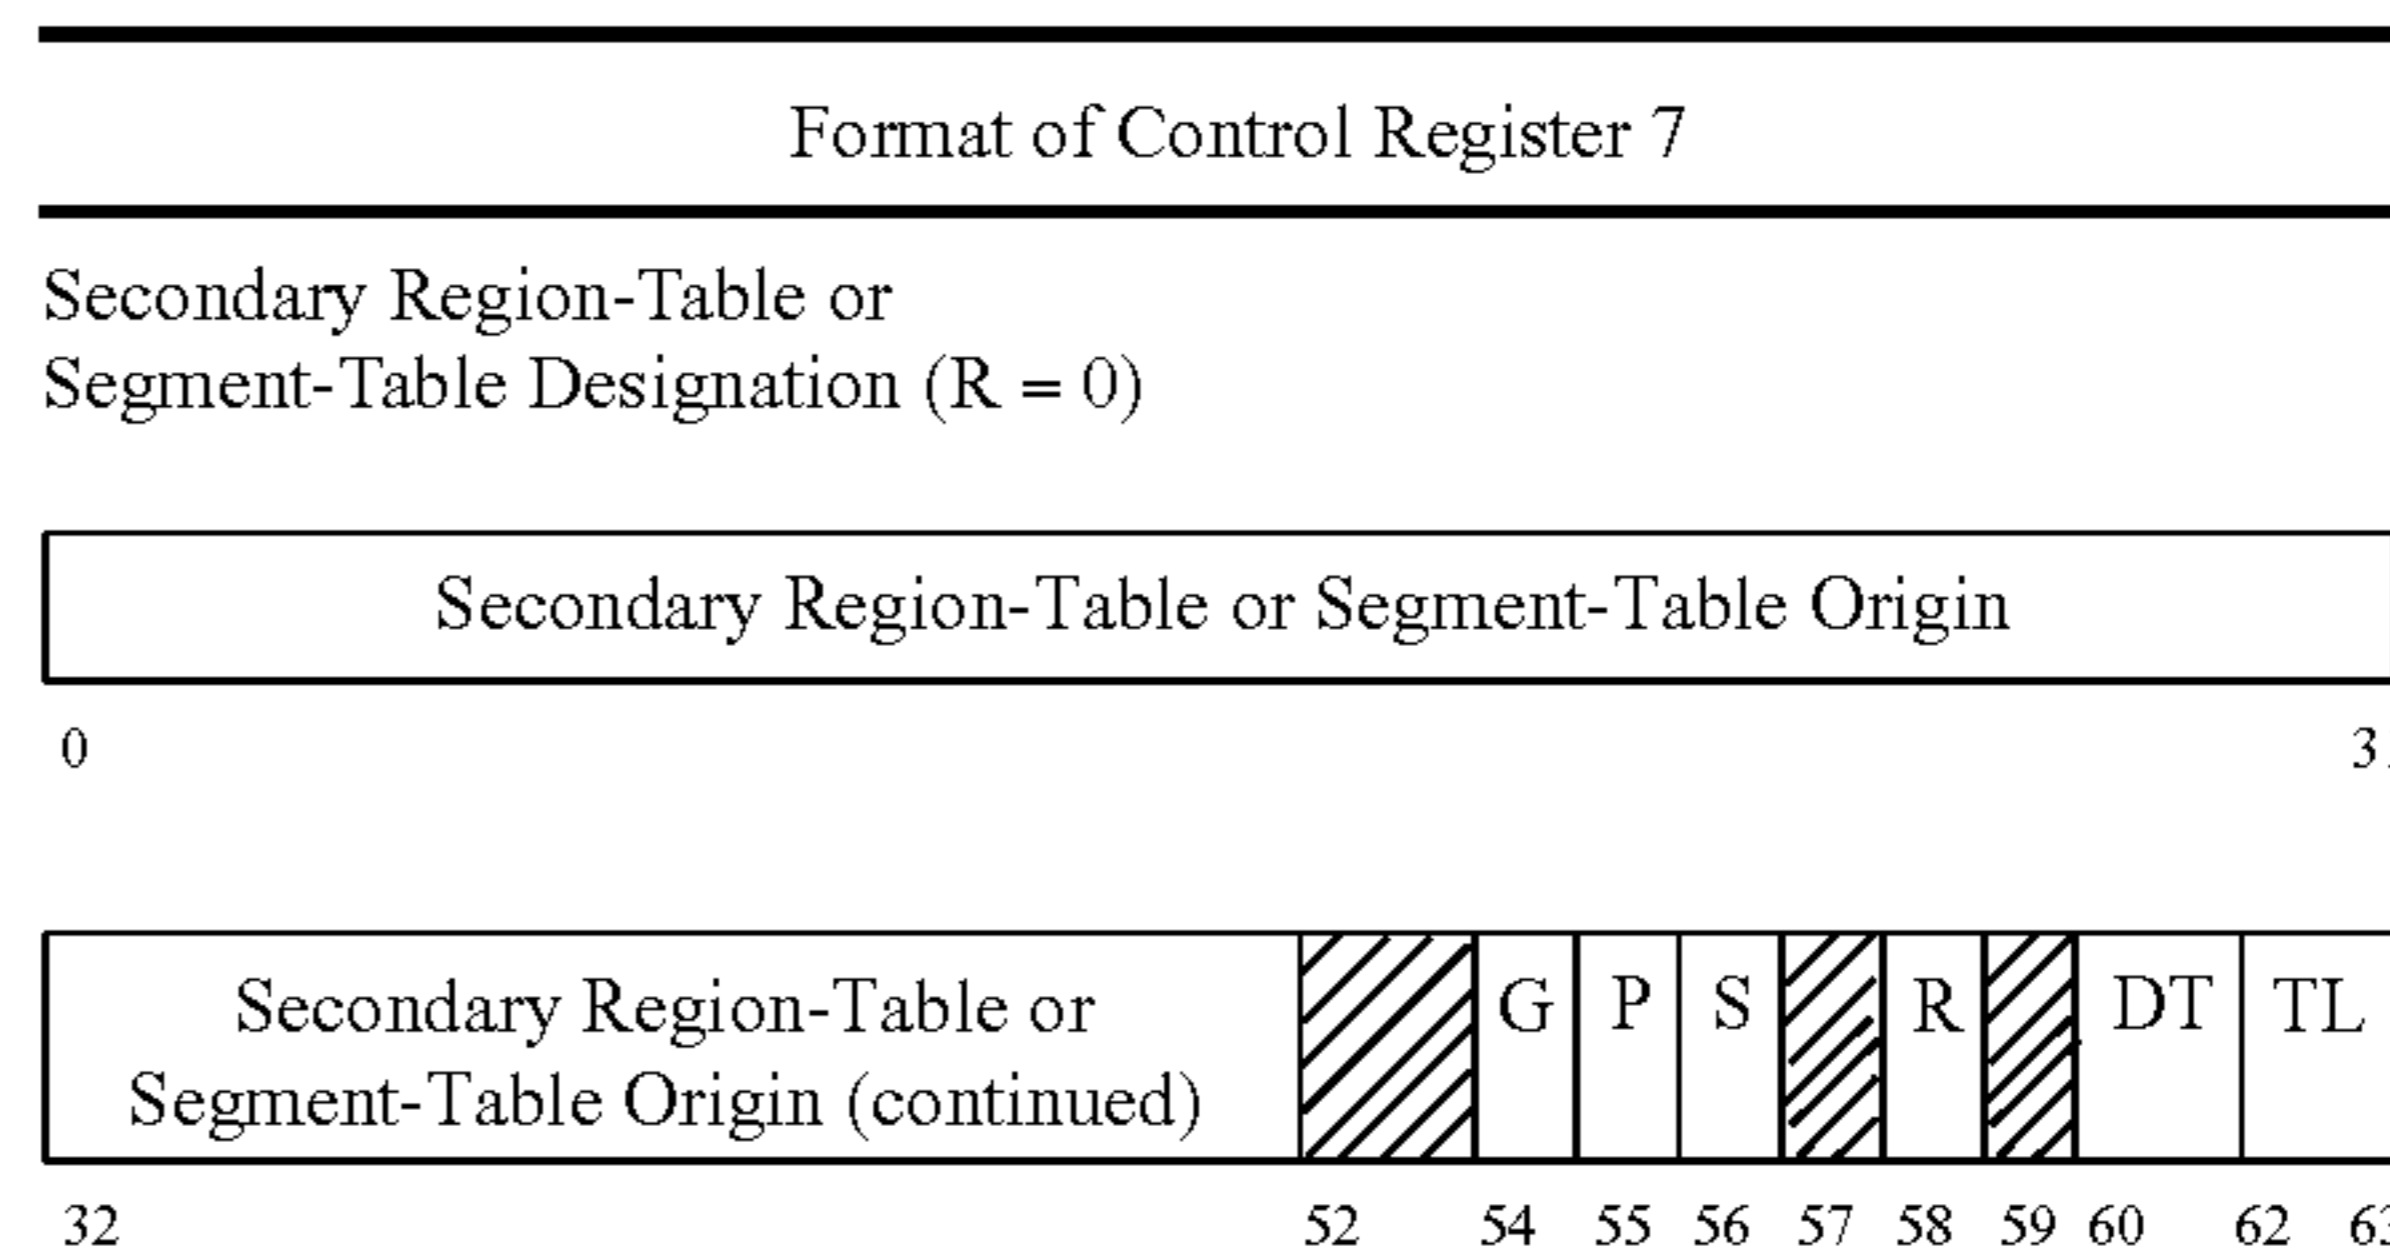 Format of Control Register 7
Secondary Region-Table or
Segment-Table Designation (R = 0)
Secondary Region-Table or Segment-Table Origin
0
Secondary Region-Table or
Segment-Table Origin (continued)
G P S R DT TL
32 52 54 55 56 57 58 59 60 62